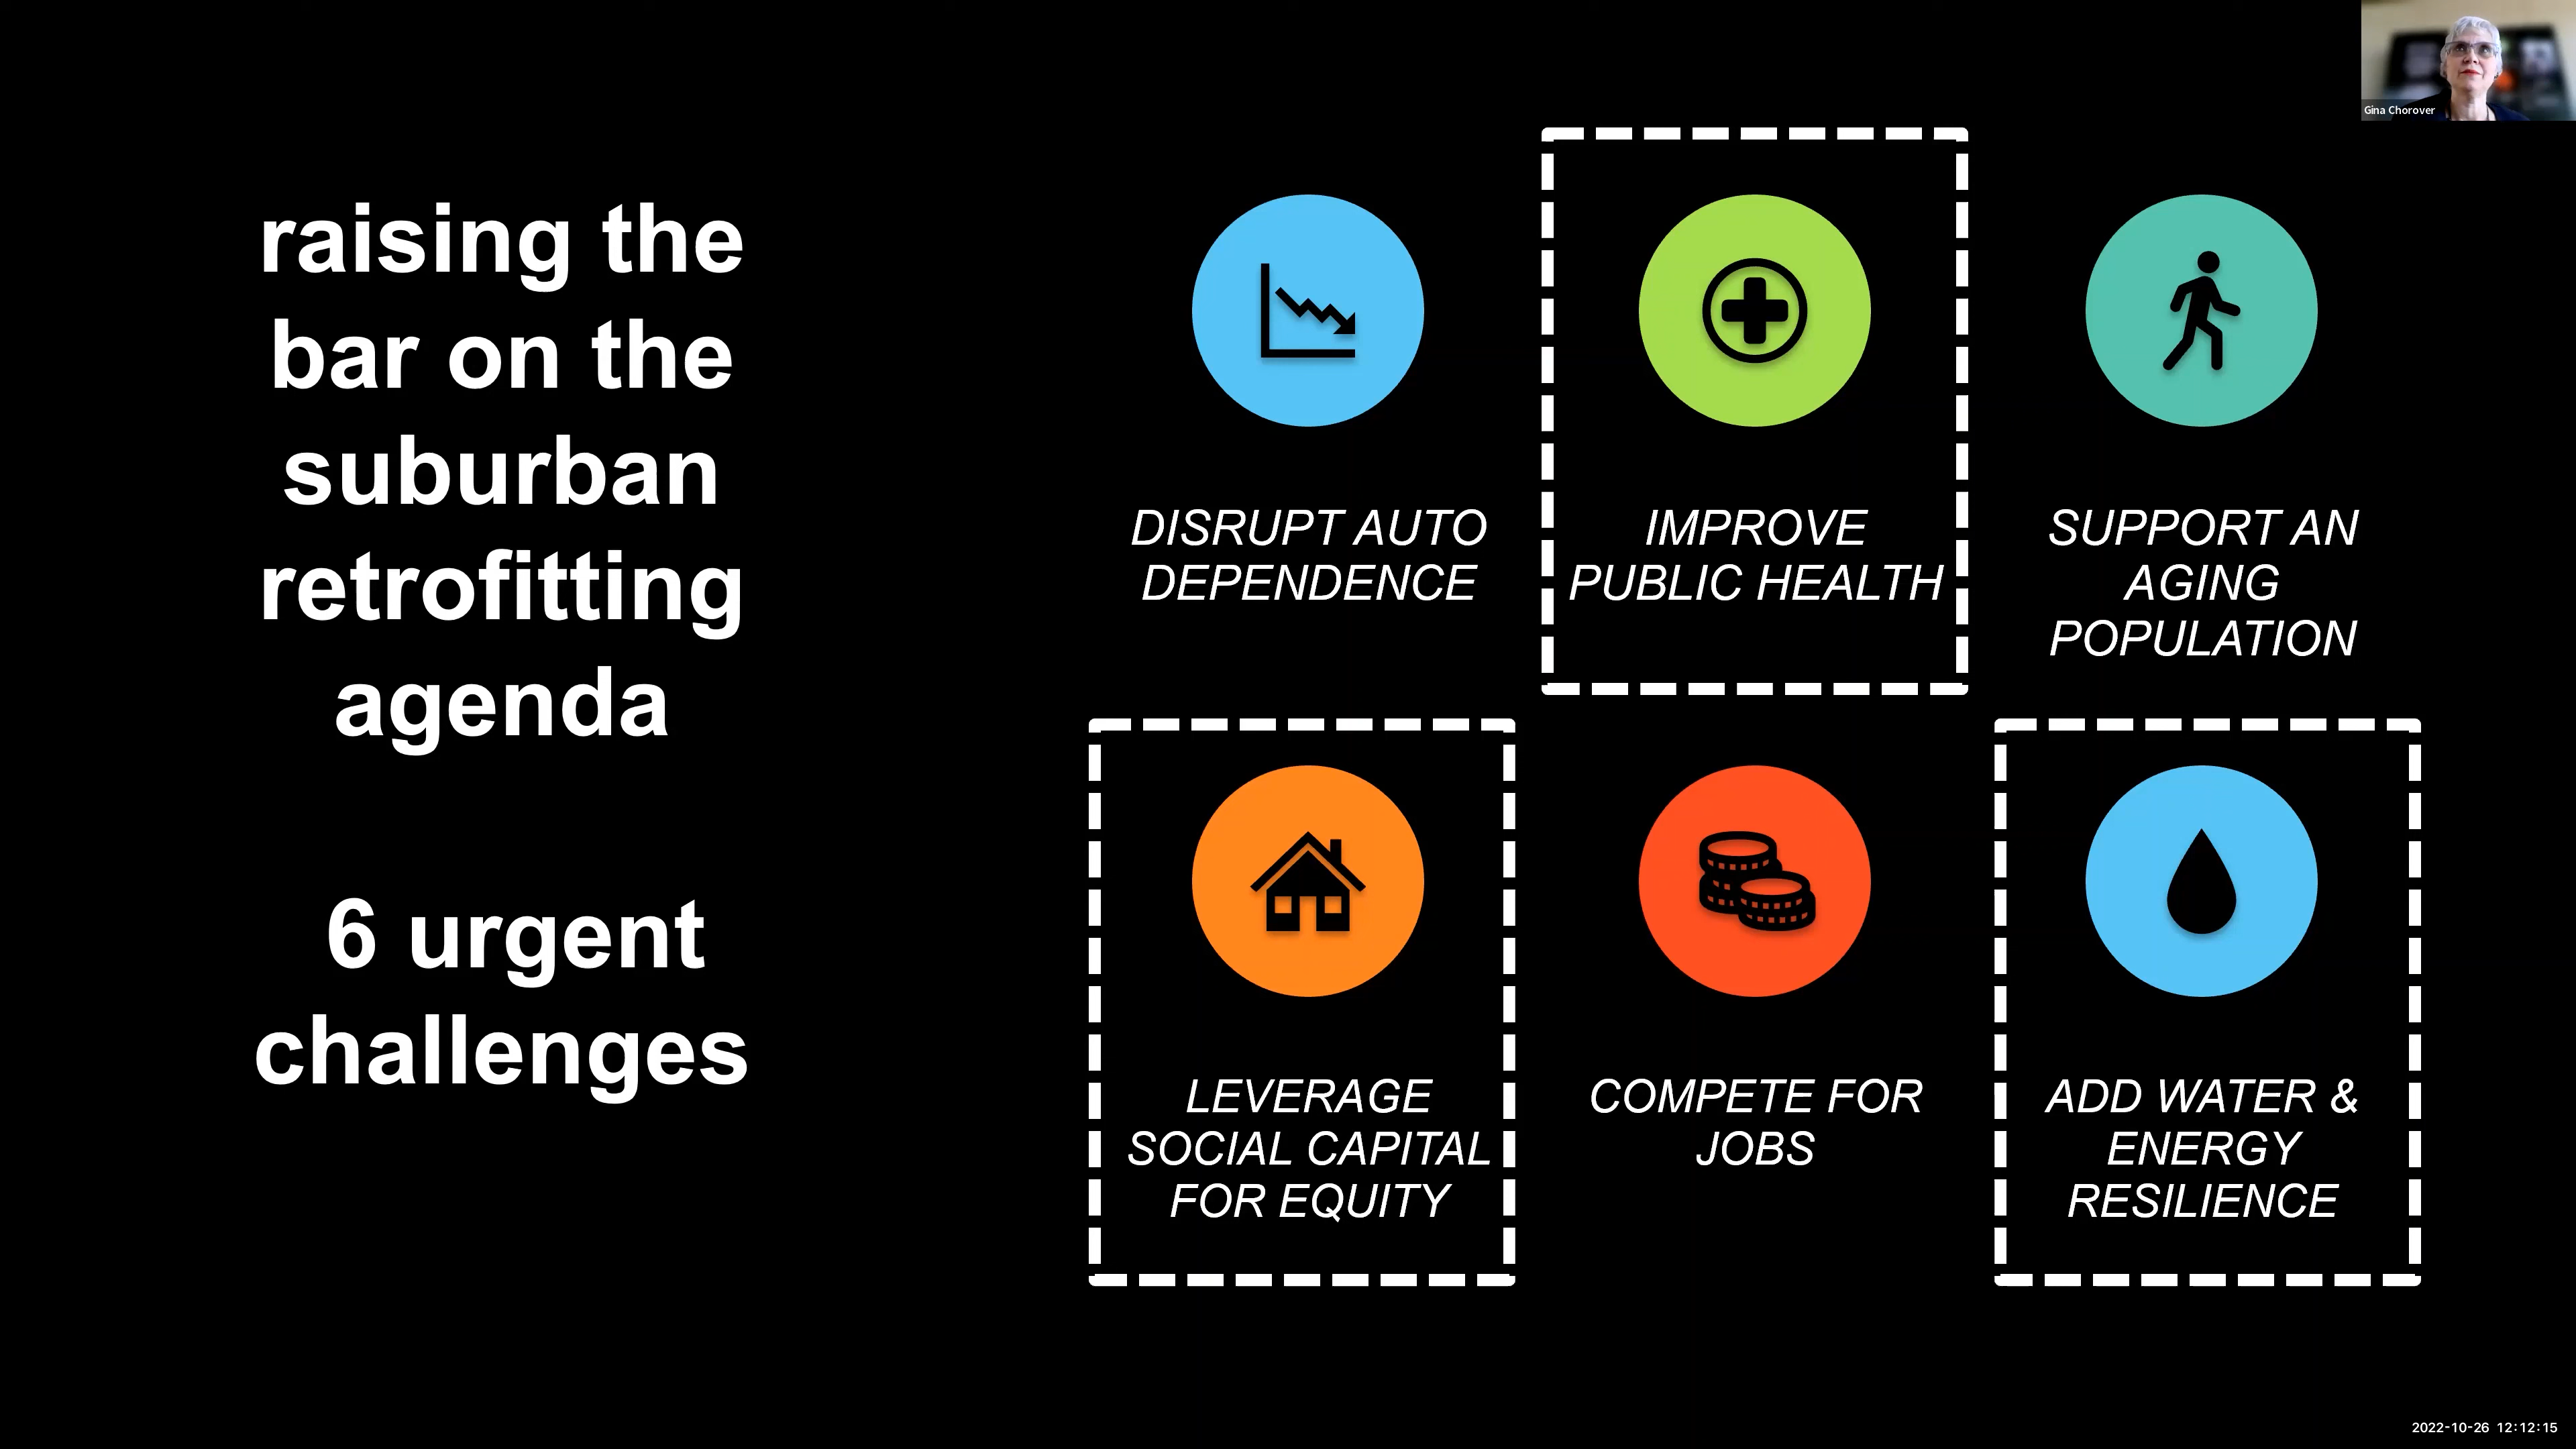 raising the
bar on the
suburban
retrofitting
agenda
6 urgent
challenges
Gina Chorover
DISRUPT AUTO
DEPENDENCE
IMPROVE
PUBLIC HEALTH
SUPPORT AN
AGING
POPULATION
LEVERAGE
SOCIAL CAPITAL
FOR EQUITY
COMPETE FOR
JOBS
ADD WATER &
ENERGY
RESILIENCE
2022-10-26 12:12:15